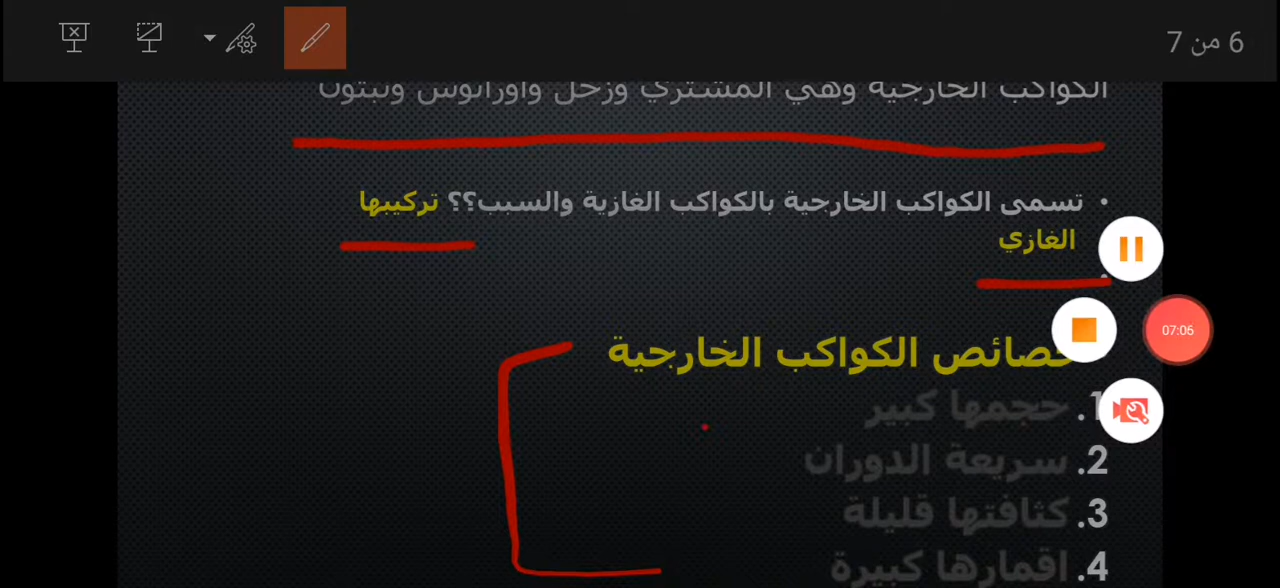 6 من 7
الكواكب الخارجية وهي المشتري وزحل واورانوس ونبتون
تسمى الكواكب الخارجية بالكواكب الغازية والسبب؟؟ تركيبها
الغازي
07:06
خصائص الكواكب الخارجية
1. حجمها كبير
2. سريعة الدوران
3. كثافتها قليلة
4. اقمارها كبيرة